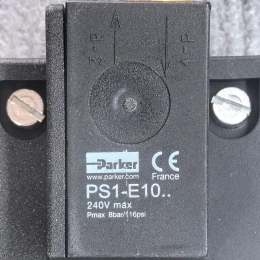 Parker
CE
www.parker.com France
PS1-E10..
240V max
Pmax 8bar/116psi